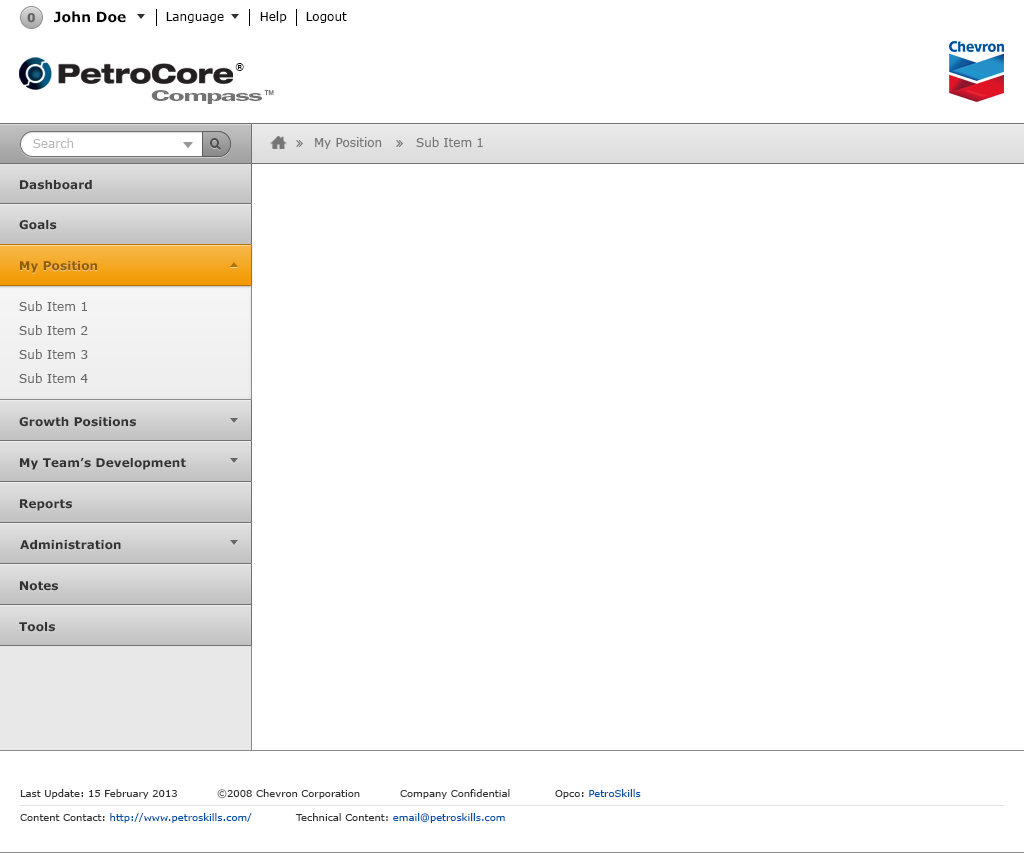 0 John Doe Language Help Logout
Chevron
PetroCore®
Compass™
Search
» My Position » Sub Item 1
Dashboard
Goals
My Position
Sub Item 1
Sub Item 2
Sub Item 3
Sub Item 4
Growth Positions
My Team’s Development
Reports
Administration
Notes
Tools
Last Update: 15 February 2013 ©2008 Chevron Corporation Company Confidential Opco: PetroSkills
Content Contact: http://www.petroskills.com/ Technical Content: email@petroskills.com